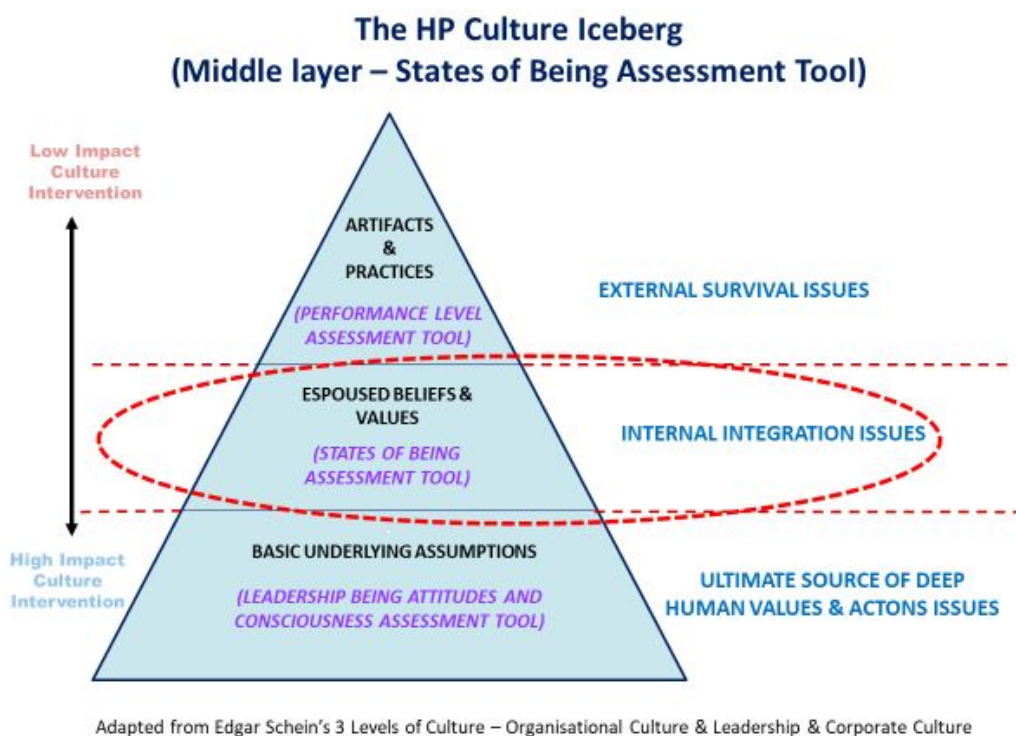 The HP Culture Iceberg
(Middle layer – States of Being Assessment Tool)
Low Impact
Culture
Intervention
ARTIFACTS
&
PRACTICES
(PERFORMANCE LEVEL
ASSESSMENT TOOL)
EXTERNAL SURVIVAL ISSUES
ESPOUSED BELIEFS &
VALUES
(STATES OF BEING
ASSESSMENT TOOL)
INTERNAL INTEGRATION ISSUES
High Impact
Culture
Intervention
BASIC UNDERLYING ASSUMPTIONS
(LEADERSHIP BEING ATTITUDES AND
CONSCIOUSNESS ASSESSMENT TOOL)
ULTIMATE SOURCE OF DEEP
HUMAN VALUES & ACTONS ISSUES
Adapted from Edgar Schein's 3 Levels of Culture – Organisational Culture & Leadership & Corporate Culture